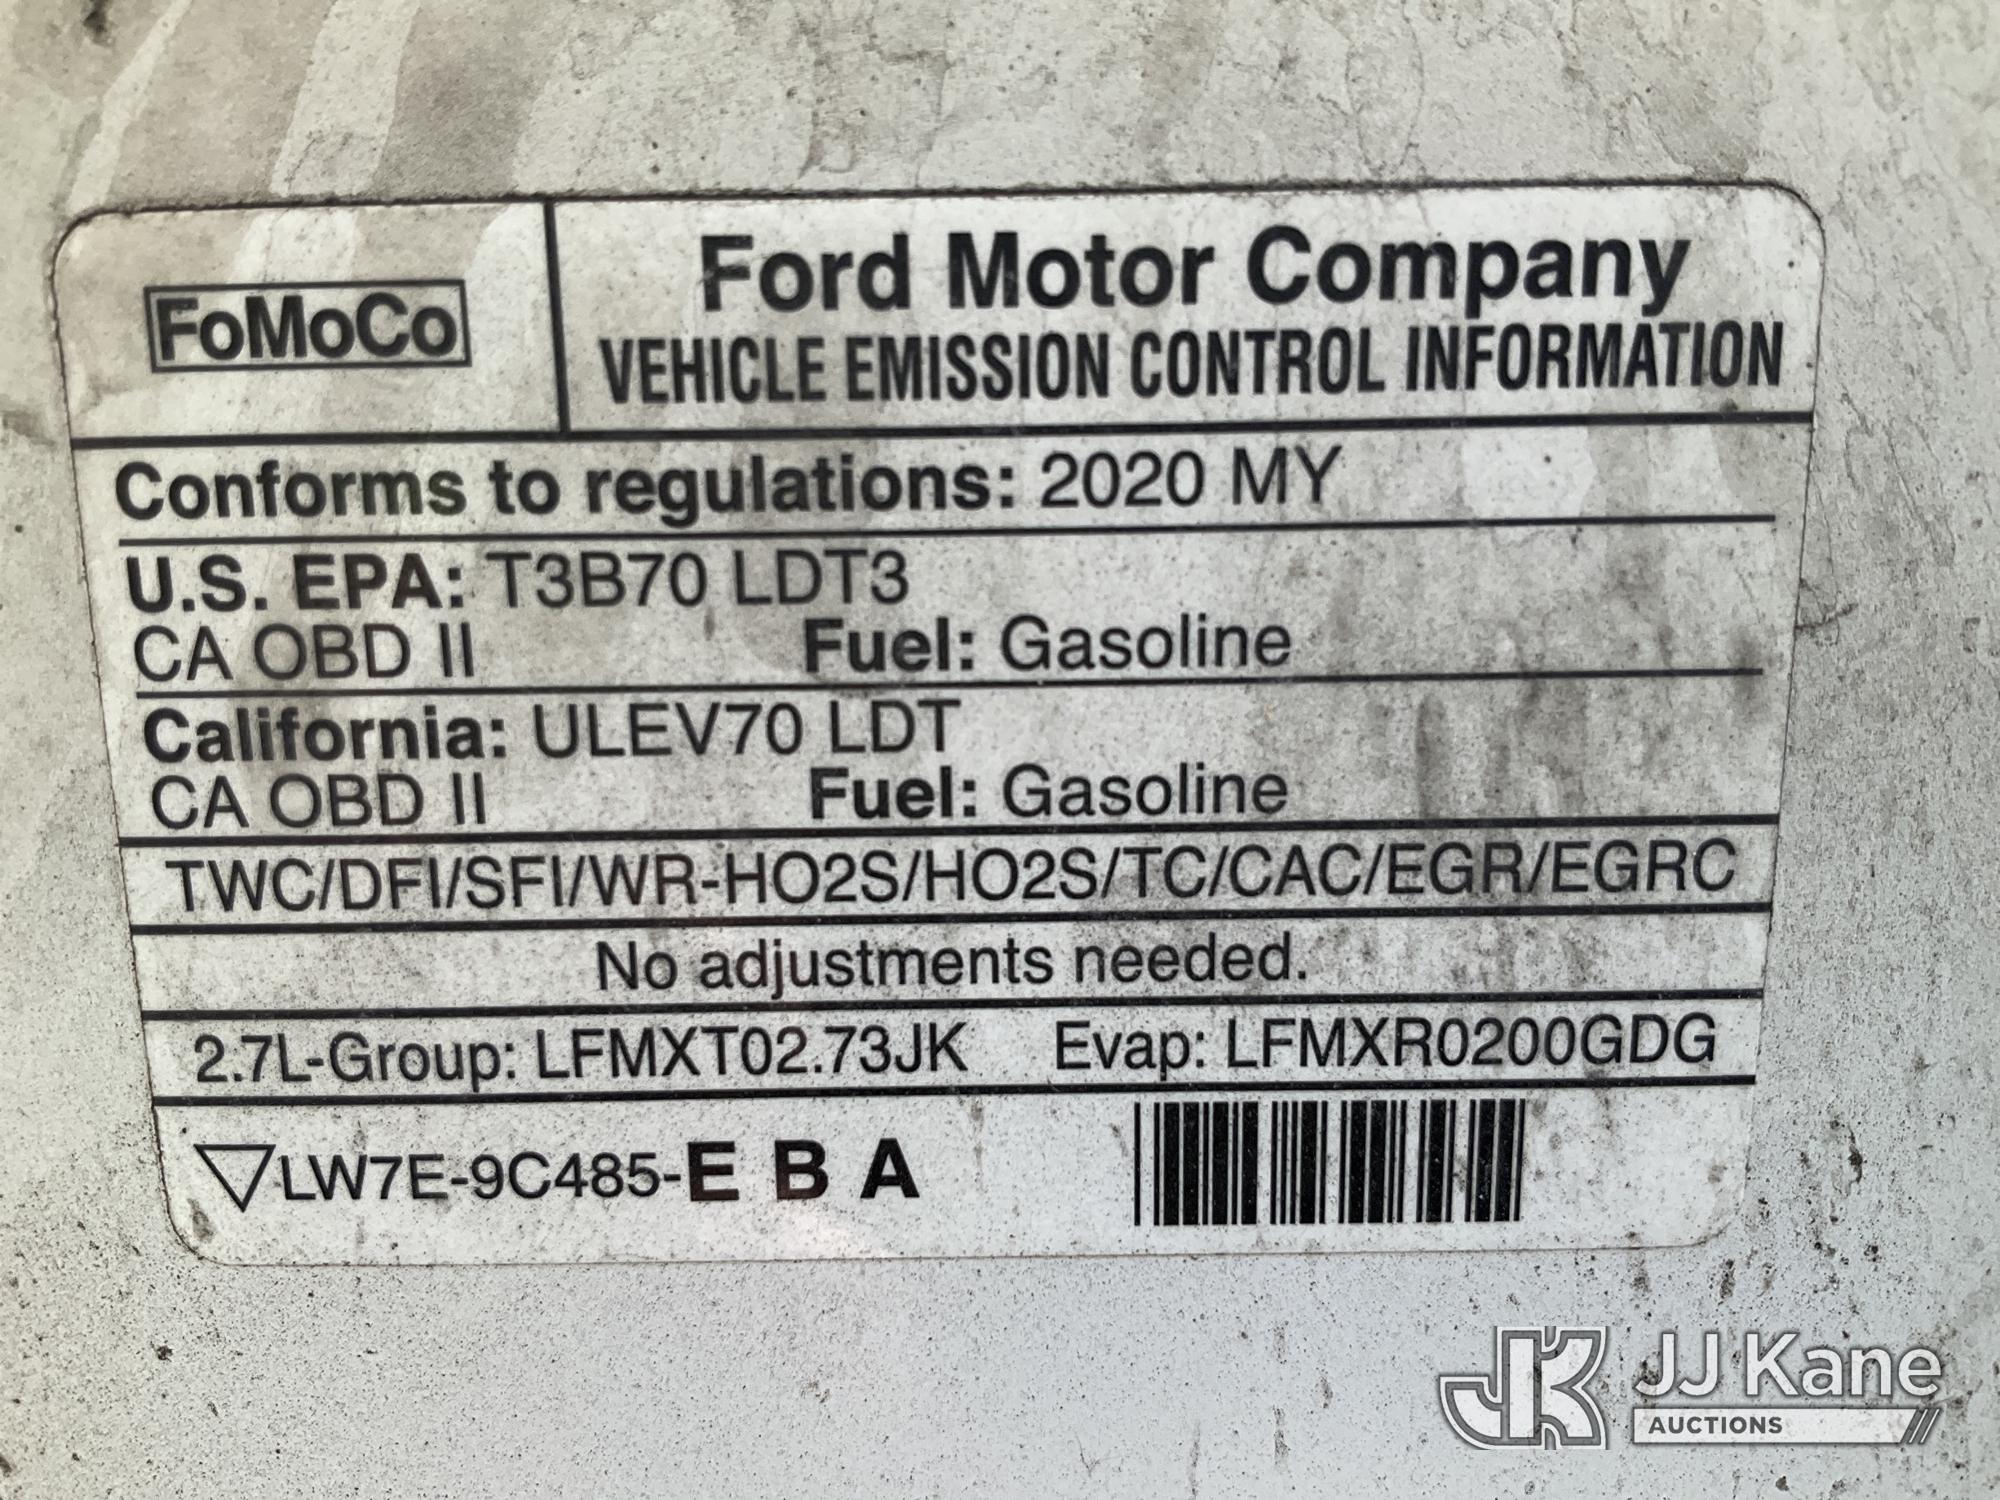 FoMoCo
Ford Motor Company
VEHICLE EMISSION CONTROL INFORMATION
Conforms to regulations: 2020 MY
U.S. EPA: T3B70 LDT3
CA OBD II Fuel: Gasoline
California: ULEV70 LDT
CA OBD II Fuel: Gasoline
TWC/DFI/SFI/WR-HO2S/HO2S/TC/CAC/EGR/EGRC
No adjustments needed.
2.7L-Group: LFMXT02.73JK Evap: LFMXR0200GDG
LW7E-9C485-E B A
JK JJ Kane
AUCTIONS